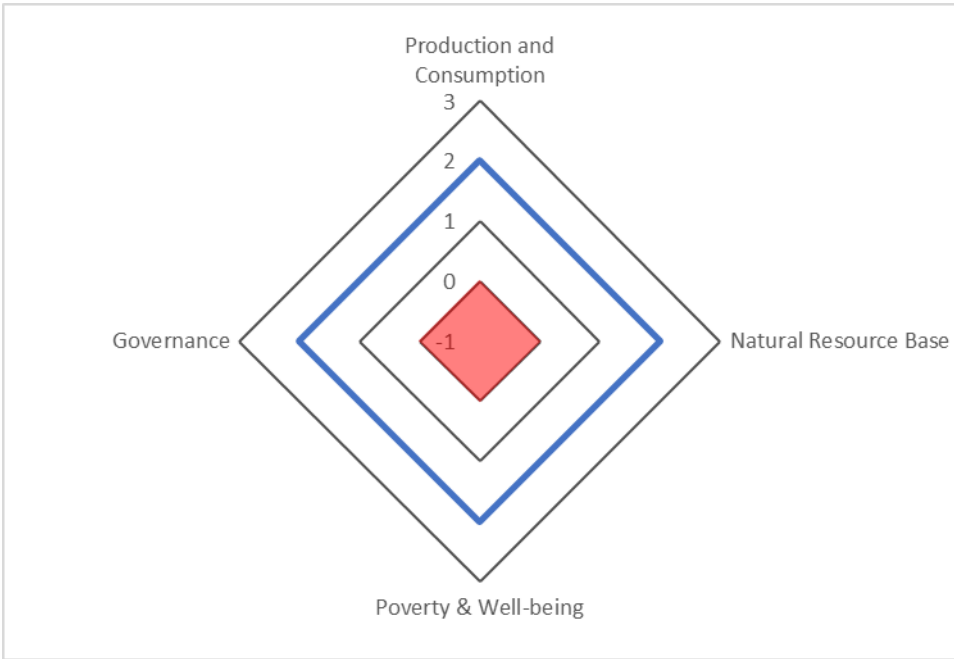 Production and
Consumption
3
2
1
0
Governance
-1
Natural Resource Base
Poverty & Well-being